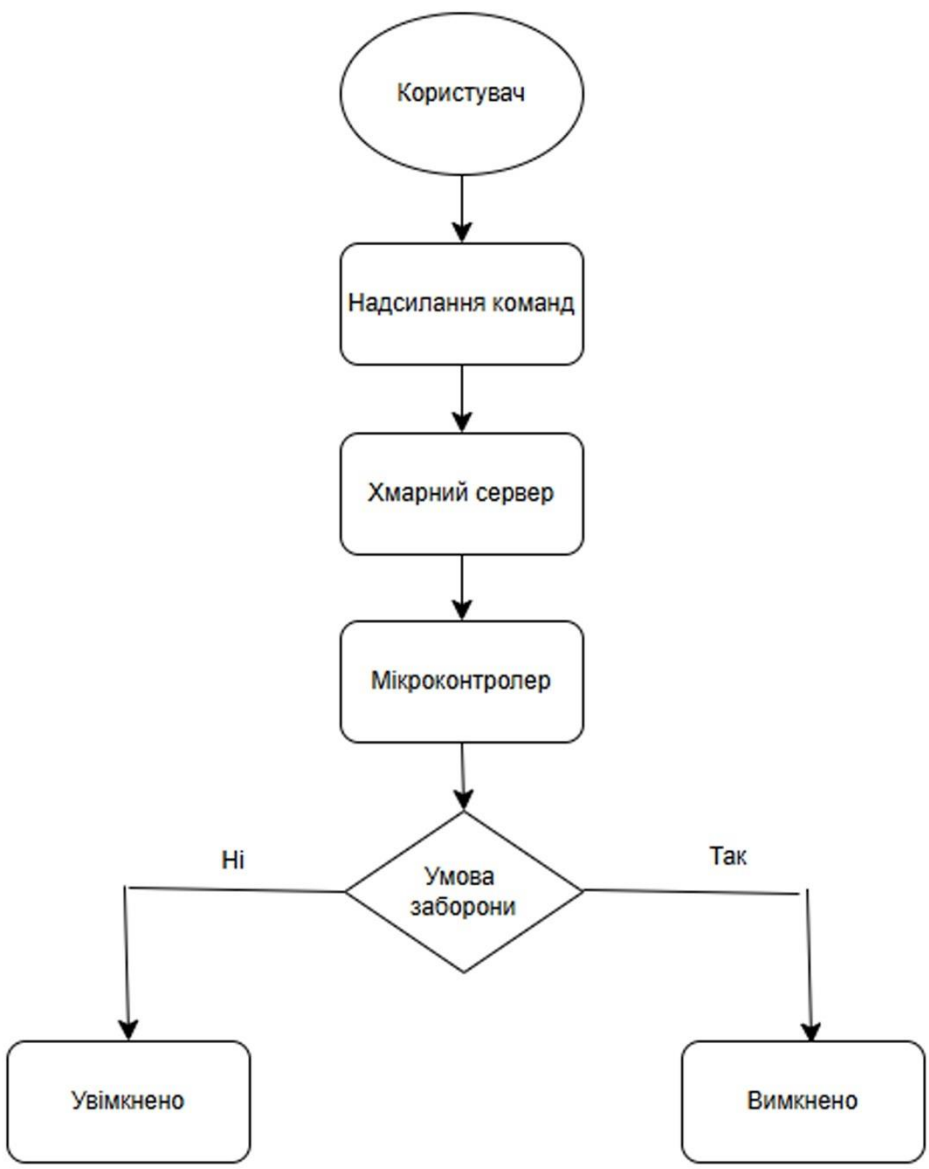 Користувач
Надсилання команд
Хмарний сервер
Мікроконтролер
Ні
Так
Умова
заборони
Увімкнено
Вимкнено